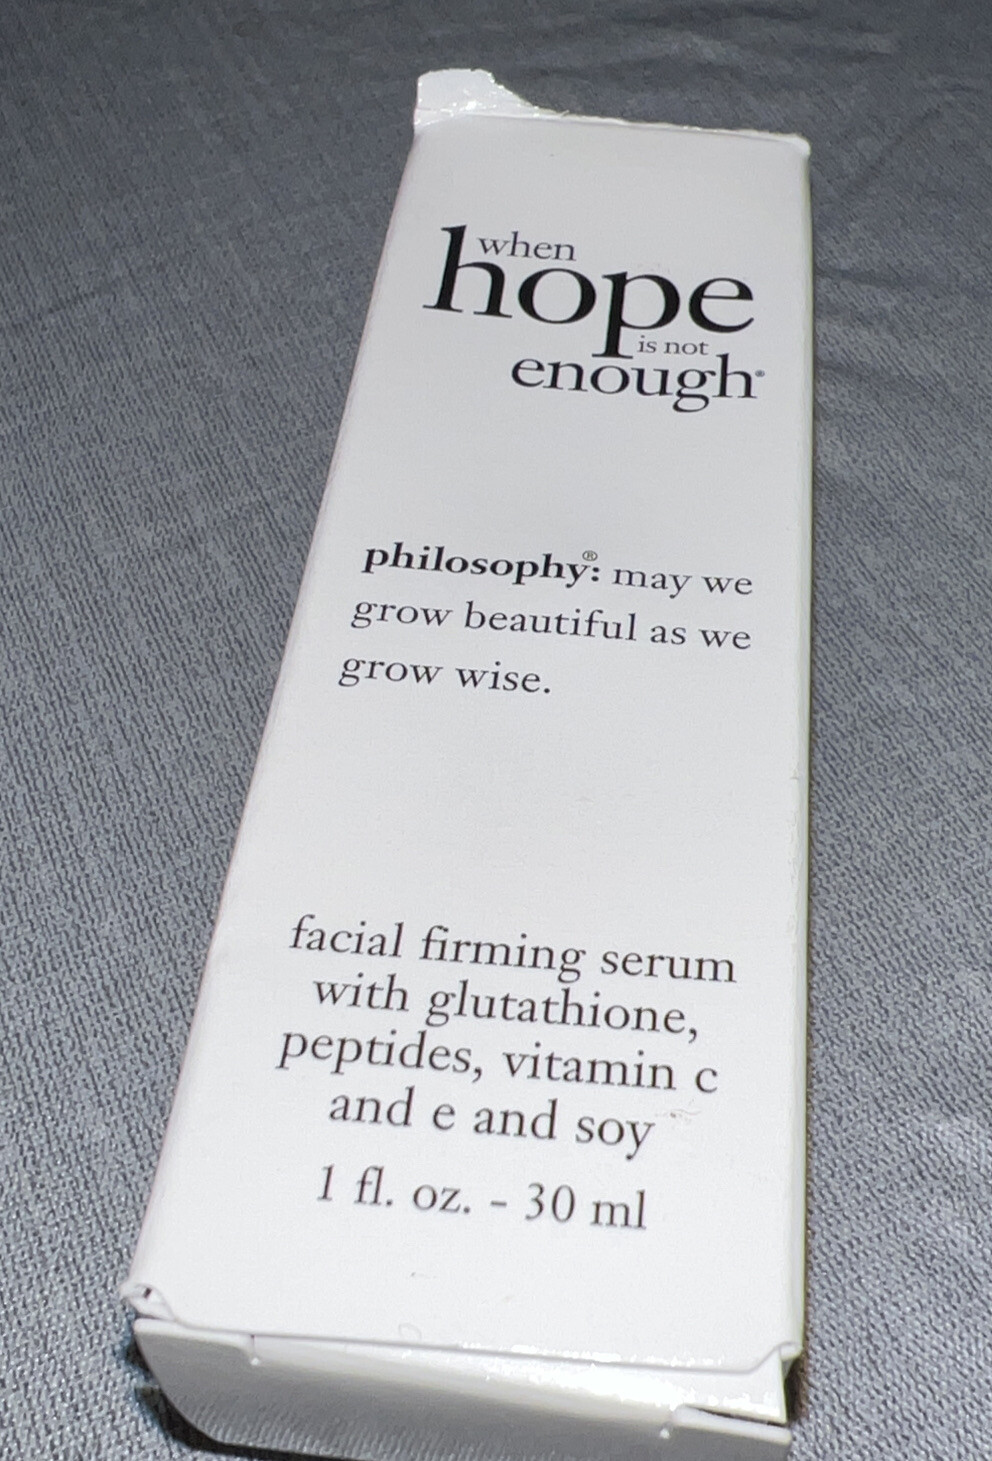 when
hope
is not
enough®
philosophy®: may we
grow beautiful as we
grow wise.
facial firming serum
with glutathione,
peptides, vitamin c
and e and soy
1 fl. oz. - 30 ml